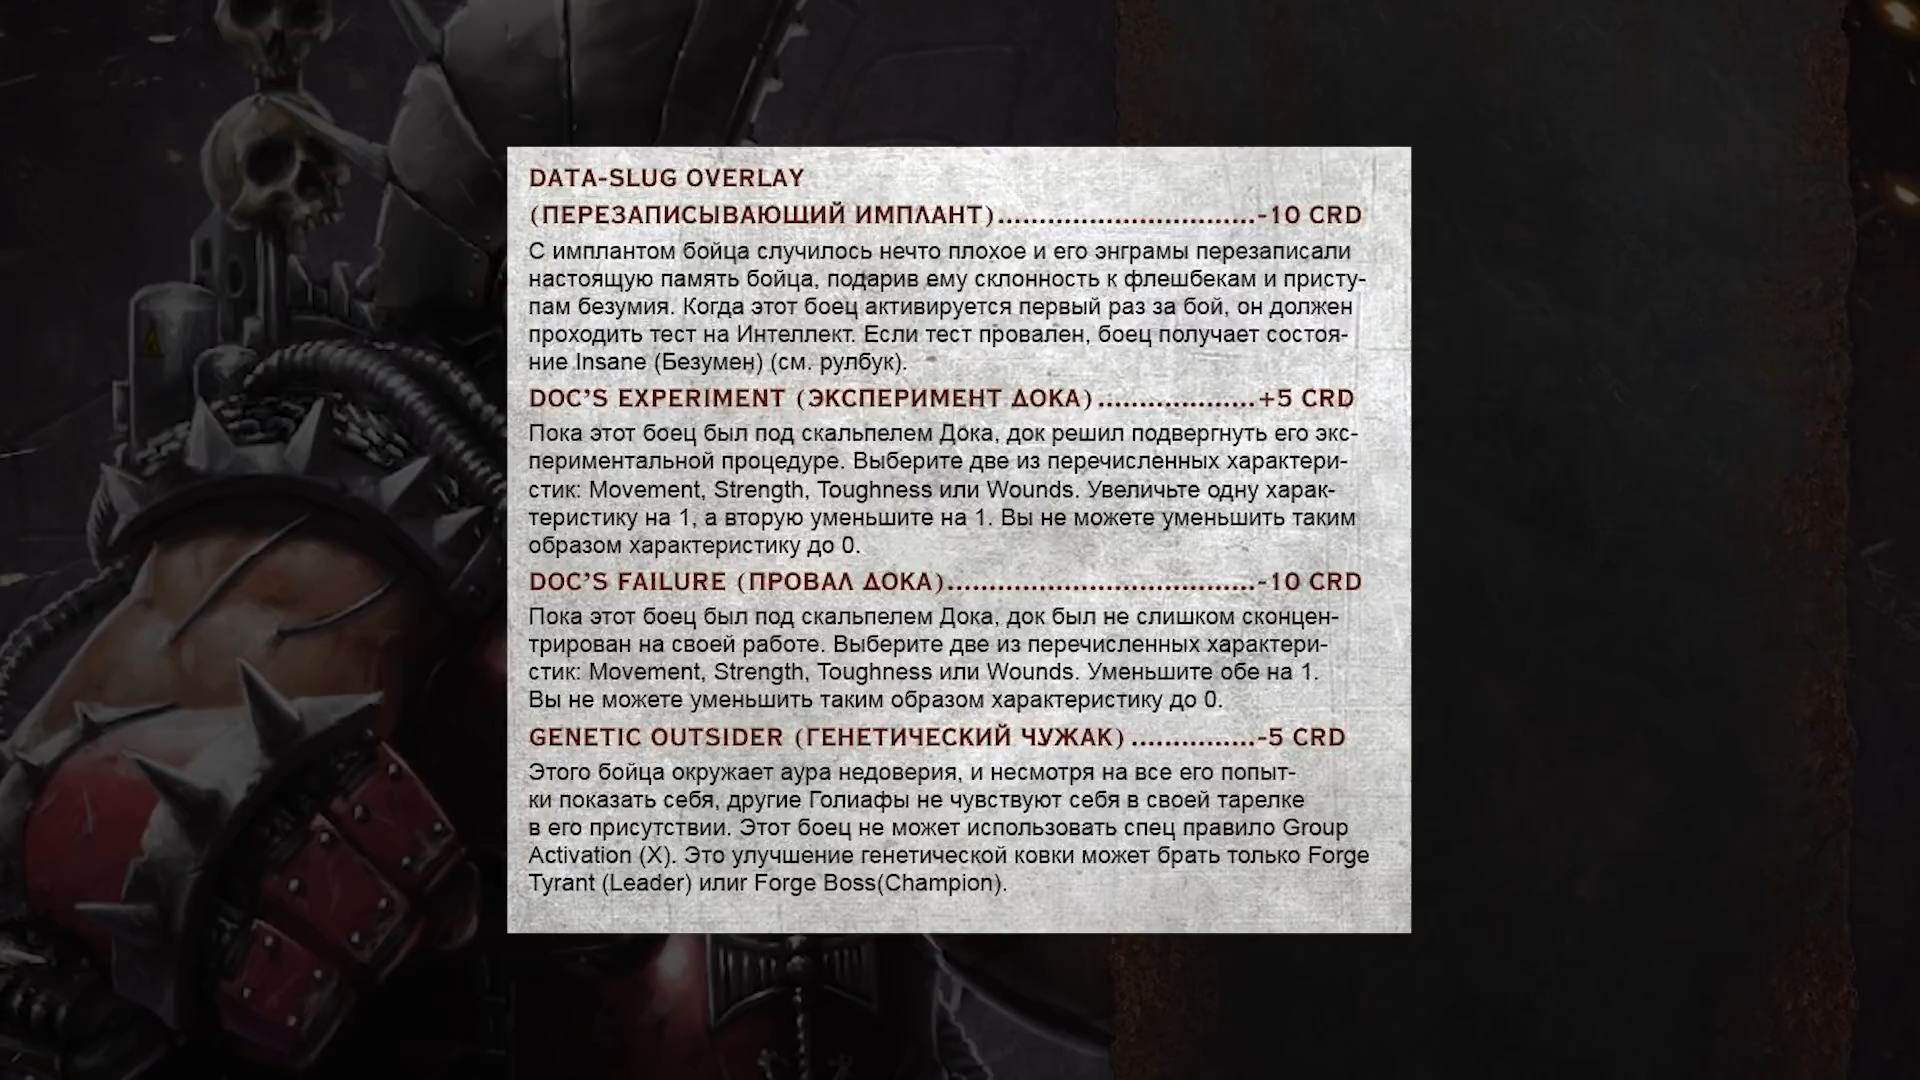 DATA-SLUG OVERLAY
(ПЕРЕЗАПИСЫВАЮЩИЙ ИМПЛАНТ)...............................-10 CRD
С имплантом бойца случилось нечто плохое и его энграмы перезаписали
настоящую память бойца, подарив ему склонность к флешбекам и присту-
пам безумия. Когда этот боец активируется первый раз за бой, он должен
проходить тест на Интеллект. Если тест провален, боец получает состоя-
ние Insane (Безумен) (см. рулбук).
DOC'S EXPERIMENT (ЭКСПЕРИМЕНТ ДОКА)...................+5 CRD
Пока этот боец был под скальпелем Дока, док решил подвергнуть его экс-
периментальной процедуре. Выберите две из перечисленных характери-
стик: Movement, Strength, Toughness или Wounds. Увеличьте одну харак-
теристику на 1, а вторую уменьшите на 1. Вы не можете уменьшить таким
образом характеристику до 0.
DOC'S FAILURE (ПРОВАЛ ДОКА).....................................-10 CRD
Пока этот боец был под скальпелем Дока, док был не слишком сконцен-
трирован на своей работе. Выберите две из перечисленных характери-
стик: Movement, Strength, Toughness или Wounds. Уменьшите обе на 1.
Вы не можете уменьшить таким образом характеристику до 0.
GENETIC OUTSIDER (ГЕНЕТИЧЕСКИЙ ЧУЖАК) ...............-5 CRD
Этого бойца окружает аура недоверия, и несмотря на все его попыт-
ки показать себя, другие Голиафы не чувствуют себя в своей тарелке
в его присутствии. Этот боец не может использовать спец правило Group
Activation (X). Это улучшение генетической ковки может брать только Forge
Tyrant (Leader) илиг Forge Boss(Champion).